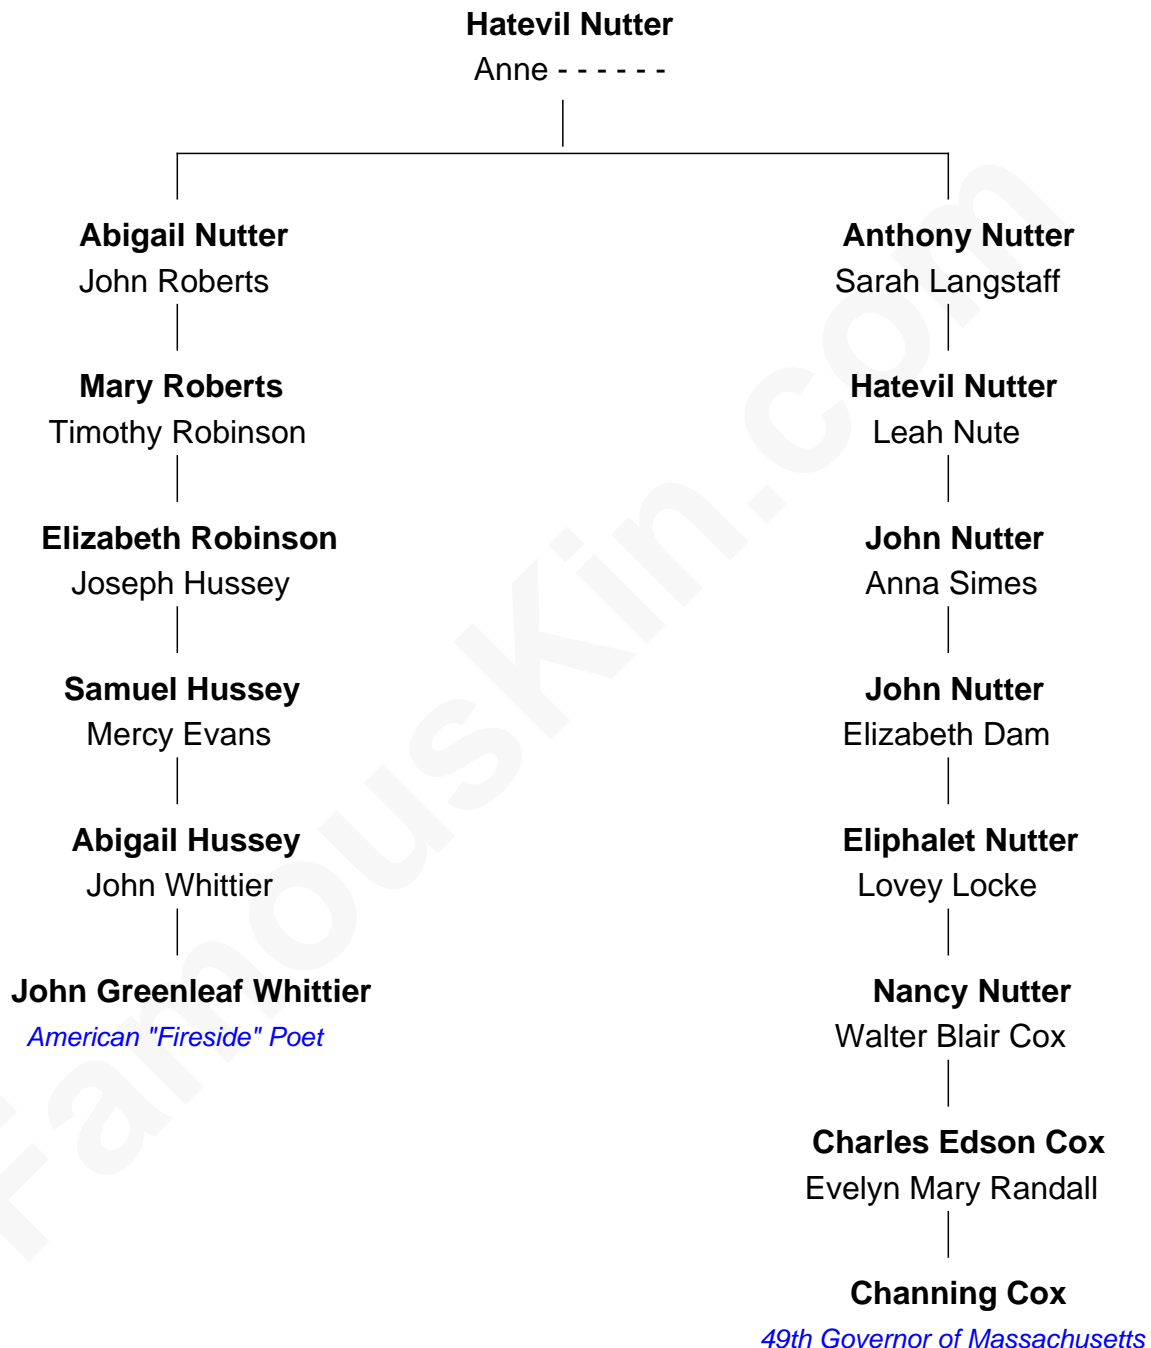 Hatevil Nutter
Anne - - - - - -
Abigail Nutter
John Roberts
Mary Roberts
Timothy Robinson
Elizabeth Robinson
Joseph Hussey
Samuel Hussey
Mercy Evans
Abigail Hussey
John Whittier
John Greenleaf Whittier
American "Fireside" Poet
Anthony Nutter
Sarah Langstaff
Hatevil Nutter
Leah Nute
John Nutter
Anna Simes
John Nutter
Elizabeth Dam
Eliphalet Nutter
Lovey Locke
Nancy Nutter
Walter Blair Cox
Charles Edson Cox
Evelyn Mary Randall
Channing Cox
49th Governor of Massachusetts
FamousKin.com